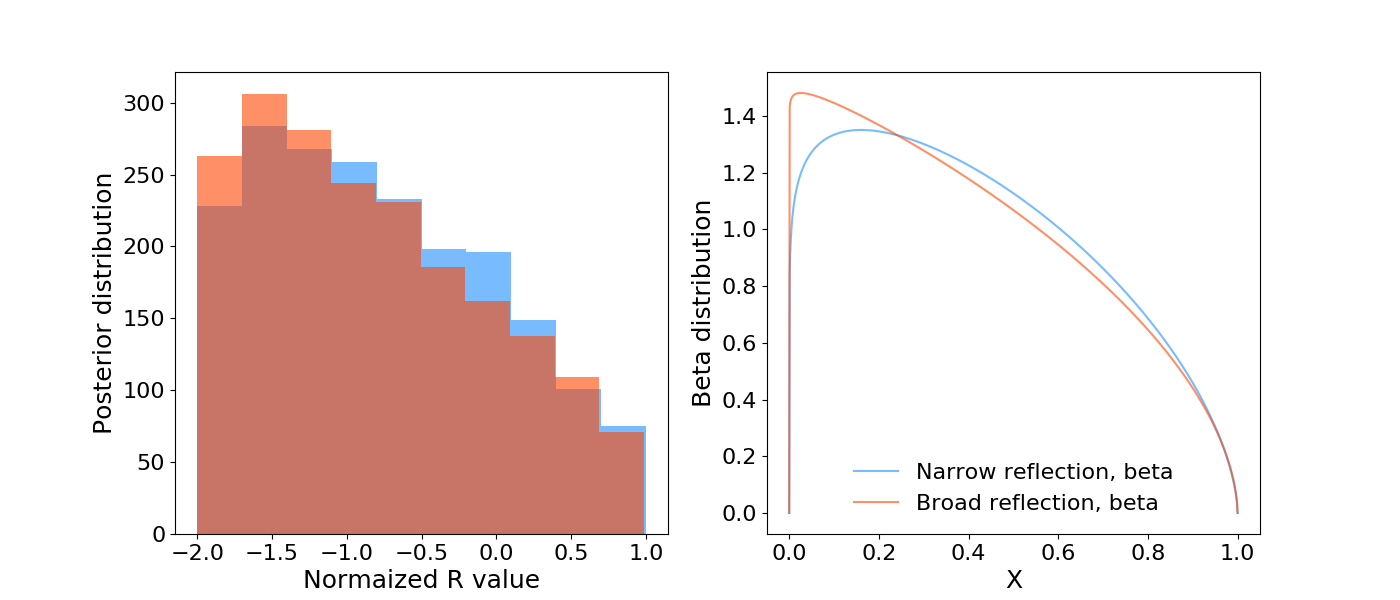 Posterior distribution
300
250
200
150
100
50
0
−2.0 −1.5 −1.0 −0.5 0.0 0.5 1.0
Normaized R value
Beta distribution
1.4
1.2
1.0
0.8
0.6
0.4
0.2
0.0
Narrow reflection, beta
Broad reflection, beta
0.0 0.2 0.4 0.6 0.8 1.0
X